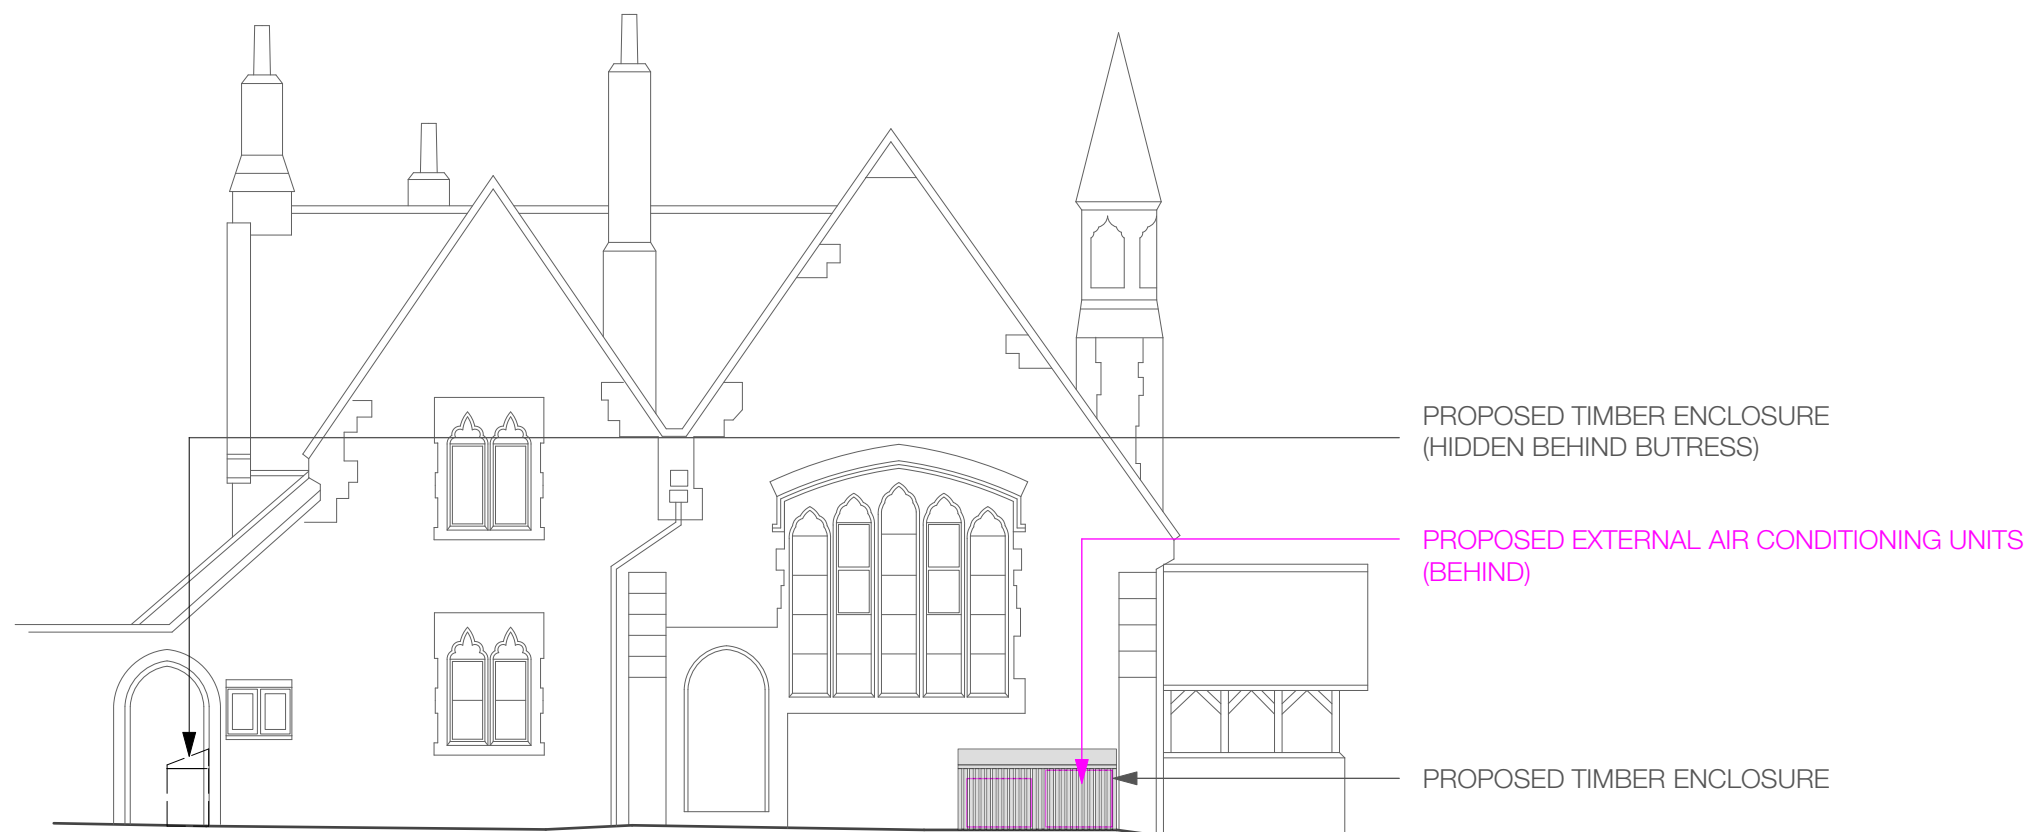 PROPOSED TIMBER ENCLOSURE
(HIDDEN BEHIND BUTRESS)
PROPOSED EXTERNAL AIR CONDITIONING UNITS
(BEHIND)
PROPOSED TIMBER ENCLOSURE